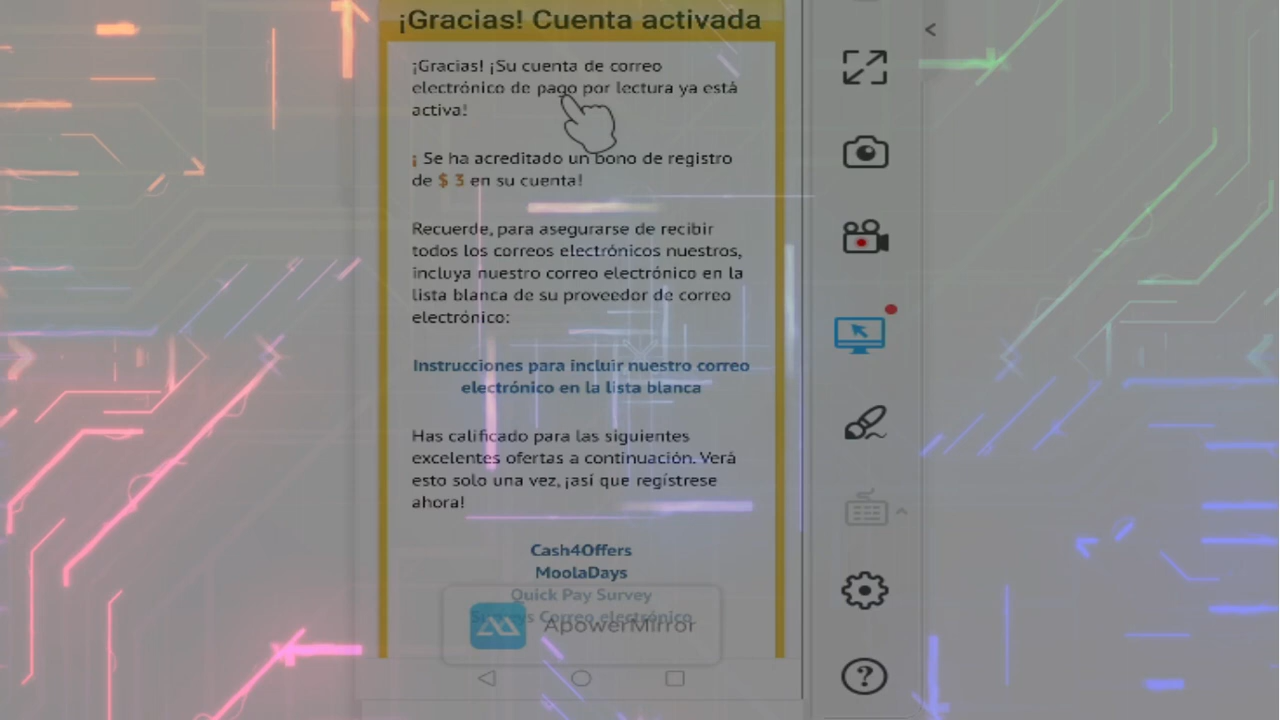 ¡Gracias! Cuenta activada
¡Gracias! ¡Su cuenta de correo
electrónico de pago por lectura ya está
activa!
¡ Se ha acreditado un bono de registro
de $ 3 en su cuenta!
Recuerde, para asegurarse de recibir
todos los correos electrónicos nuestros,
incluya nuestro correo electrónico en la
lista blanca de su proveedor de correo
electrónico:
Instrucciones para incluir nuestro correo
electrónico en la lista blanca
Has calificado para las siguientes
excelentes ofertas a continuación. Verá
esto solo una vez, ¡así que regístrese
ahora!
Cash4Offers
MoolaDays
Quick Pay Survey
Correo electrónico
ApowerMirror